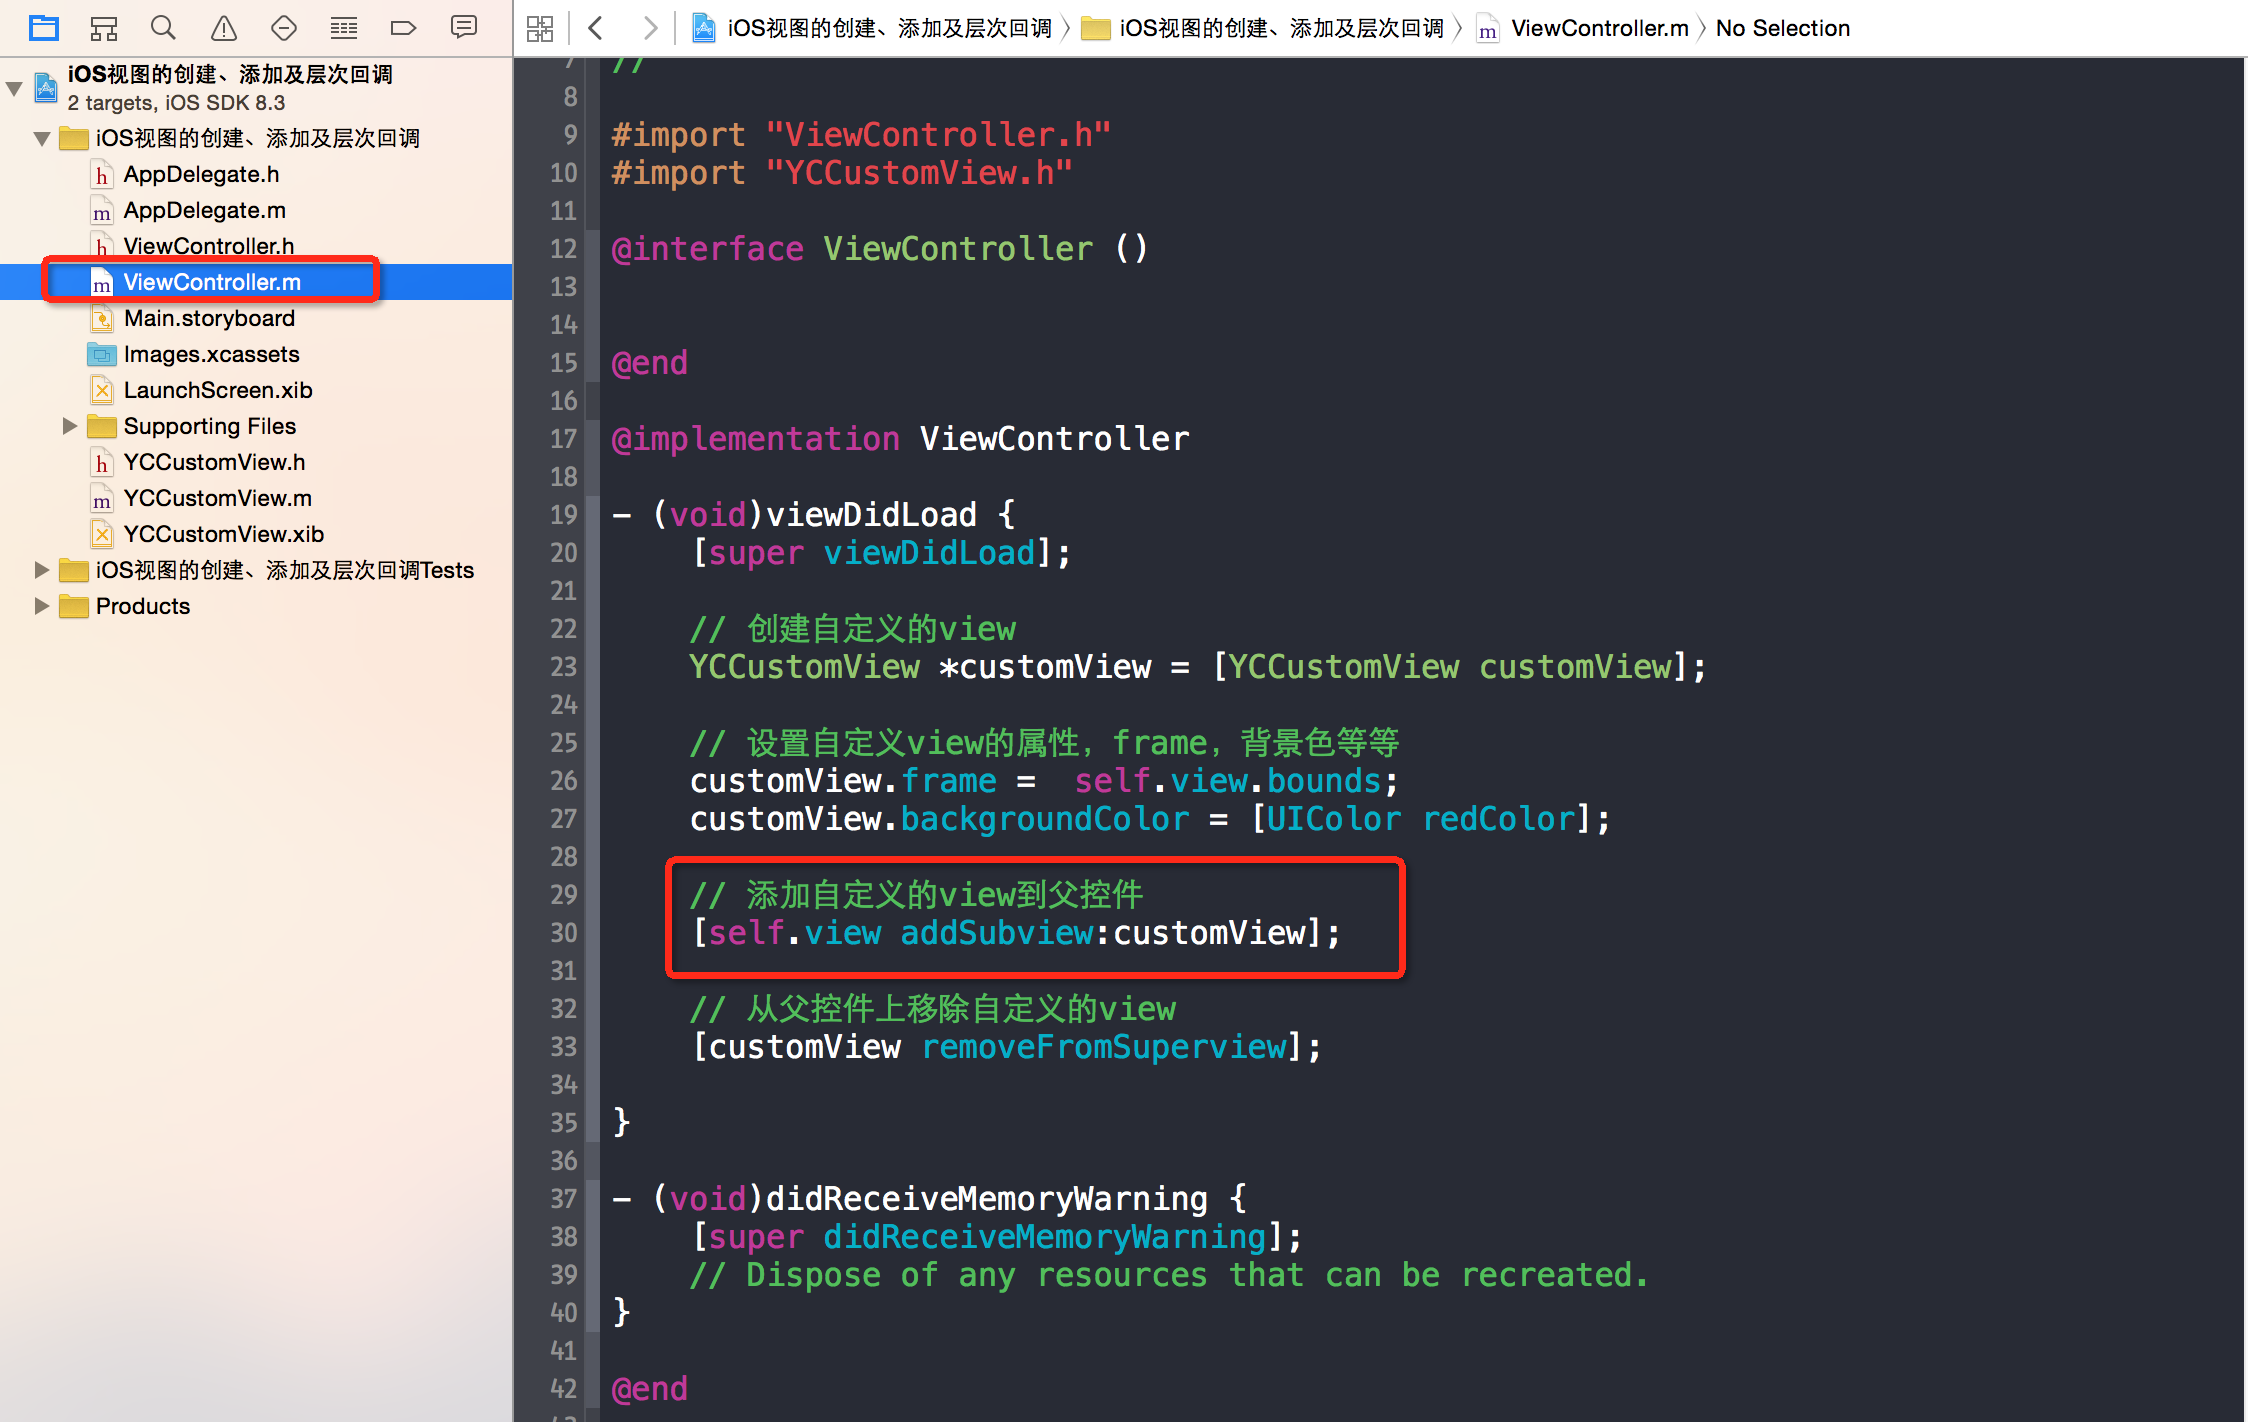 iOS视图的创建、添加及层次回调 〉 iOS视图的创建、添加及层次回调 〉 m ViewController.m 〉 No Selection
iOS视图的创建、添加及层次回调
2 targets, iOS SDK 8.3
iOS视图的创建、添加及层次回调
h AppDelegate.h
m AppDelegate.m
h ViewController.h
m ViewController.m
Main.storyboard
Images.xcassets
LaunchScreen.xib
Supporting Files
h YCCustomView.h
m YCCustomView.m
YCCustomView.xib
iOS视图的创建、添加及层次回调Tests
Products
7 //
8
9 #import "ViewController.h"
10 #import "YCCustomView.h"
11
12 @interface ViewController ()
13
14
15 @end
16
17 @implementation ViewController
18
19 - (void)viewDidLoad {
20 [super viewDidLoad];
21
22 // 创建自定义的view
23 YCCustomView *customView = [YCCustomView customView];
24
25 // 设置自定义view的属性，frame，背景色等等
26 customView.frame =  self.view.bounds;
27 customView.backgroundColor = [UIColor redColor];
28
29 // 添加自定义的view到父控件
30 [self.view addSubview:customView];
31
32 // 从父控件上移除自定义的view
33 [customView removeFromSuperview];
34
35 }
36
37 - (void)didReceiveMemoryWarning {
38 [super didReceiveMemoryWarning];
39 // Dispose of any resources that can be recreated.
40 }
41
42 @end